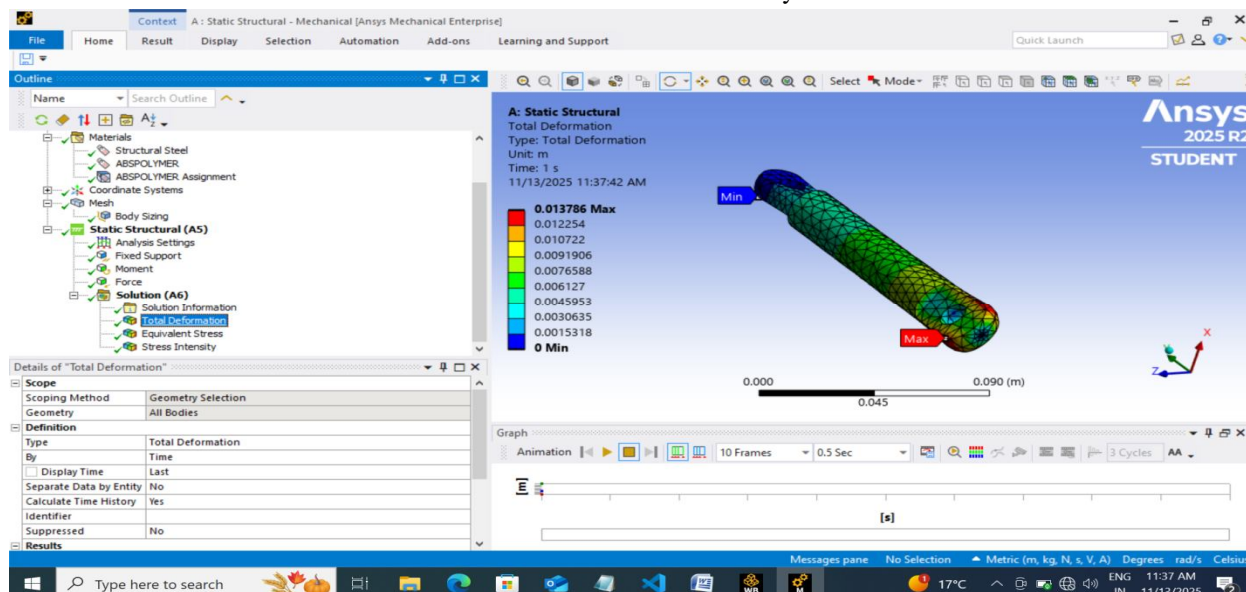 Context A : Static Structural - Mechanical [Ansys Mechanical Enterprise]
File Home Result Display Selection Automation Add-ons Learning and Support Quick Launch
Outline
Name Search Outline
Materials
Structural Steel
ABSPOLYMER
ABSPOLYMER Assignment
Coordinate Systems
Mesh
Body Sizing
Static Structural (A5)
Analysis Settings
Fixed Support
Moment
Force
Solution (A6)
Solution Information
Total Deformation
Equivalent Stress
Stress Intensity
Details of "Total Deformation"
Scope
Scoping Method Geometry Selection
Geometry All Bodies
Definition
Type Total Deformation
By Time
Display Time Last
Separate Data by Entity No
Calculate Time History Yes
Identifier
Suppressed No
Results
Select Mode
A: Static Structural
Total Deformation
Type: Total Deformation
Unit: m
Time: 1 s
11/13/2025 11:37:42 AM
0.013786 Max
0.012254
0.010722
0.0091906
0.0076588
0.006127
0.0045953
0.0030635
0.0015318
0 Min
Min
Max
Ansys
2025 R2
STUDENT
X
Z
0.000 0.090 (m)
0.045
Graph
Animation 10 Frames 0.5 Sec 3 Cycles AA
[m]
[s]
Messages pane No Selection Metric (m, kg, N, s, V, A) Degrees rad/s Celsius
Type here to search WB M 17°C ENG 11:37 AM
IN 11/13/2025